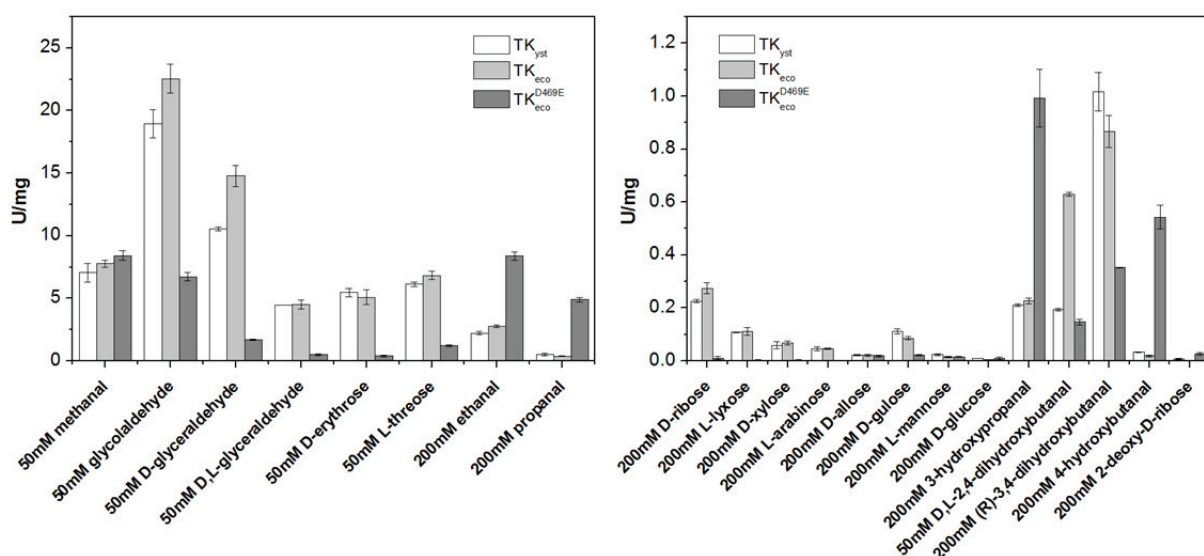 U/mg
25
20
15
10
5
0
TKyst
TKeco
TKecoD469E
50mM methanal
50mM glycolaldehyde
50mM D-glyceraldehyde
50mM D,L-glyceraldehyde
50mM D-erythrose
50mM L-threose
200mM ethanal
200mM propanal
U/mg
1.2
1.0
0.8
0.6
0.4
0.2
0.0
TKyst
TKeco
TKecoD469E
200mM D-ribose
200mM L-lyxose
200mM D-xylose
200mM L-arabinose
200mM D-allose
200mM D-gulose
200mM L-mannose
200mM D-glucose
200mM 3-hydroxypropanal
50mM D,L-2,4-dihydroxybutanal
200mM (R)-3,4-dihydroxybutanal
200mM 4-hydroxybutanal
200mM 2-deoxy-D-ribose